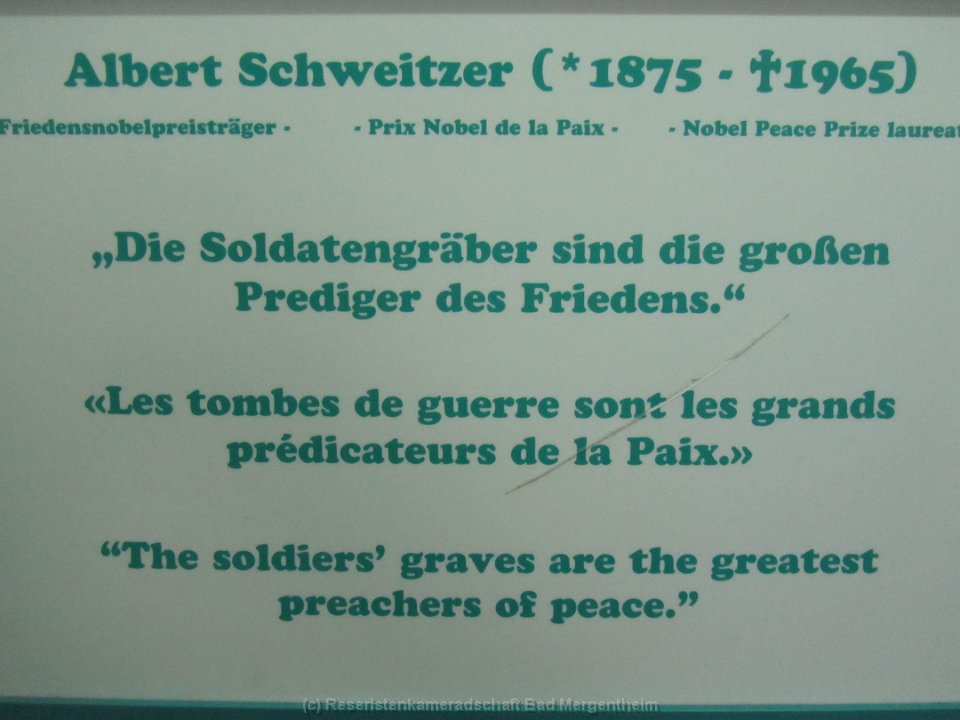 Albert Schweitzer (*1875 - ✝1965)
Friedensnobelpreisträger - - Prix Nobel de la Paix - - Nobel Peace Prize laureat
„Die Soldatengräber sind die großen
Prediger des Friedens.“
«Les tombes de guerre sont les grands
prédicateurs de la Paix.»
“The soldiers’ graves are the greatest
preachers of peace.”
(c) Reseristenkameradschaft Bad Mergentheim